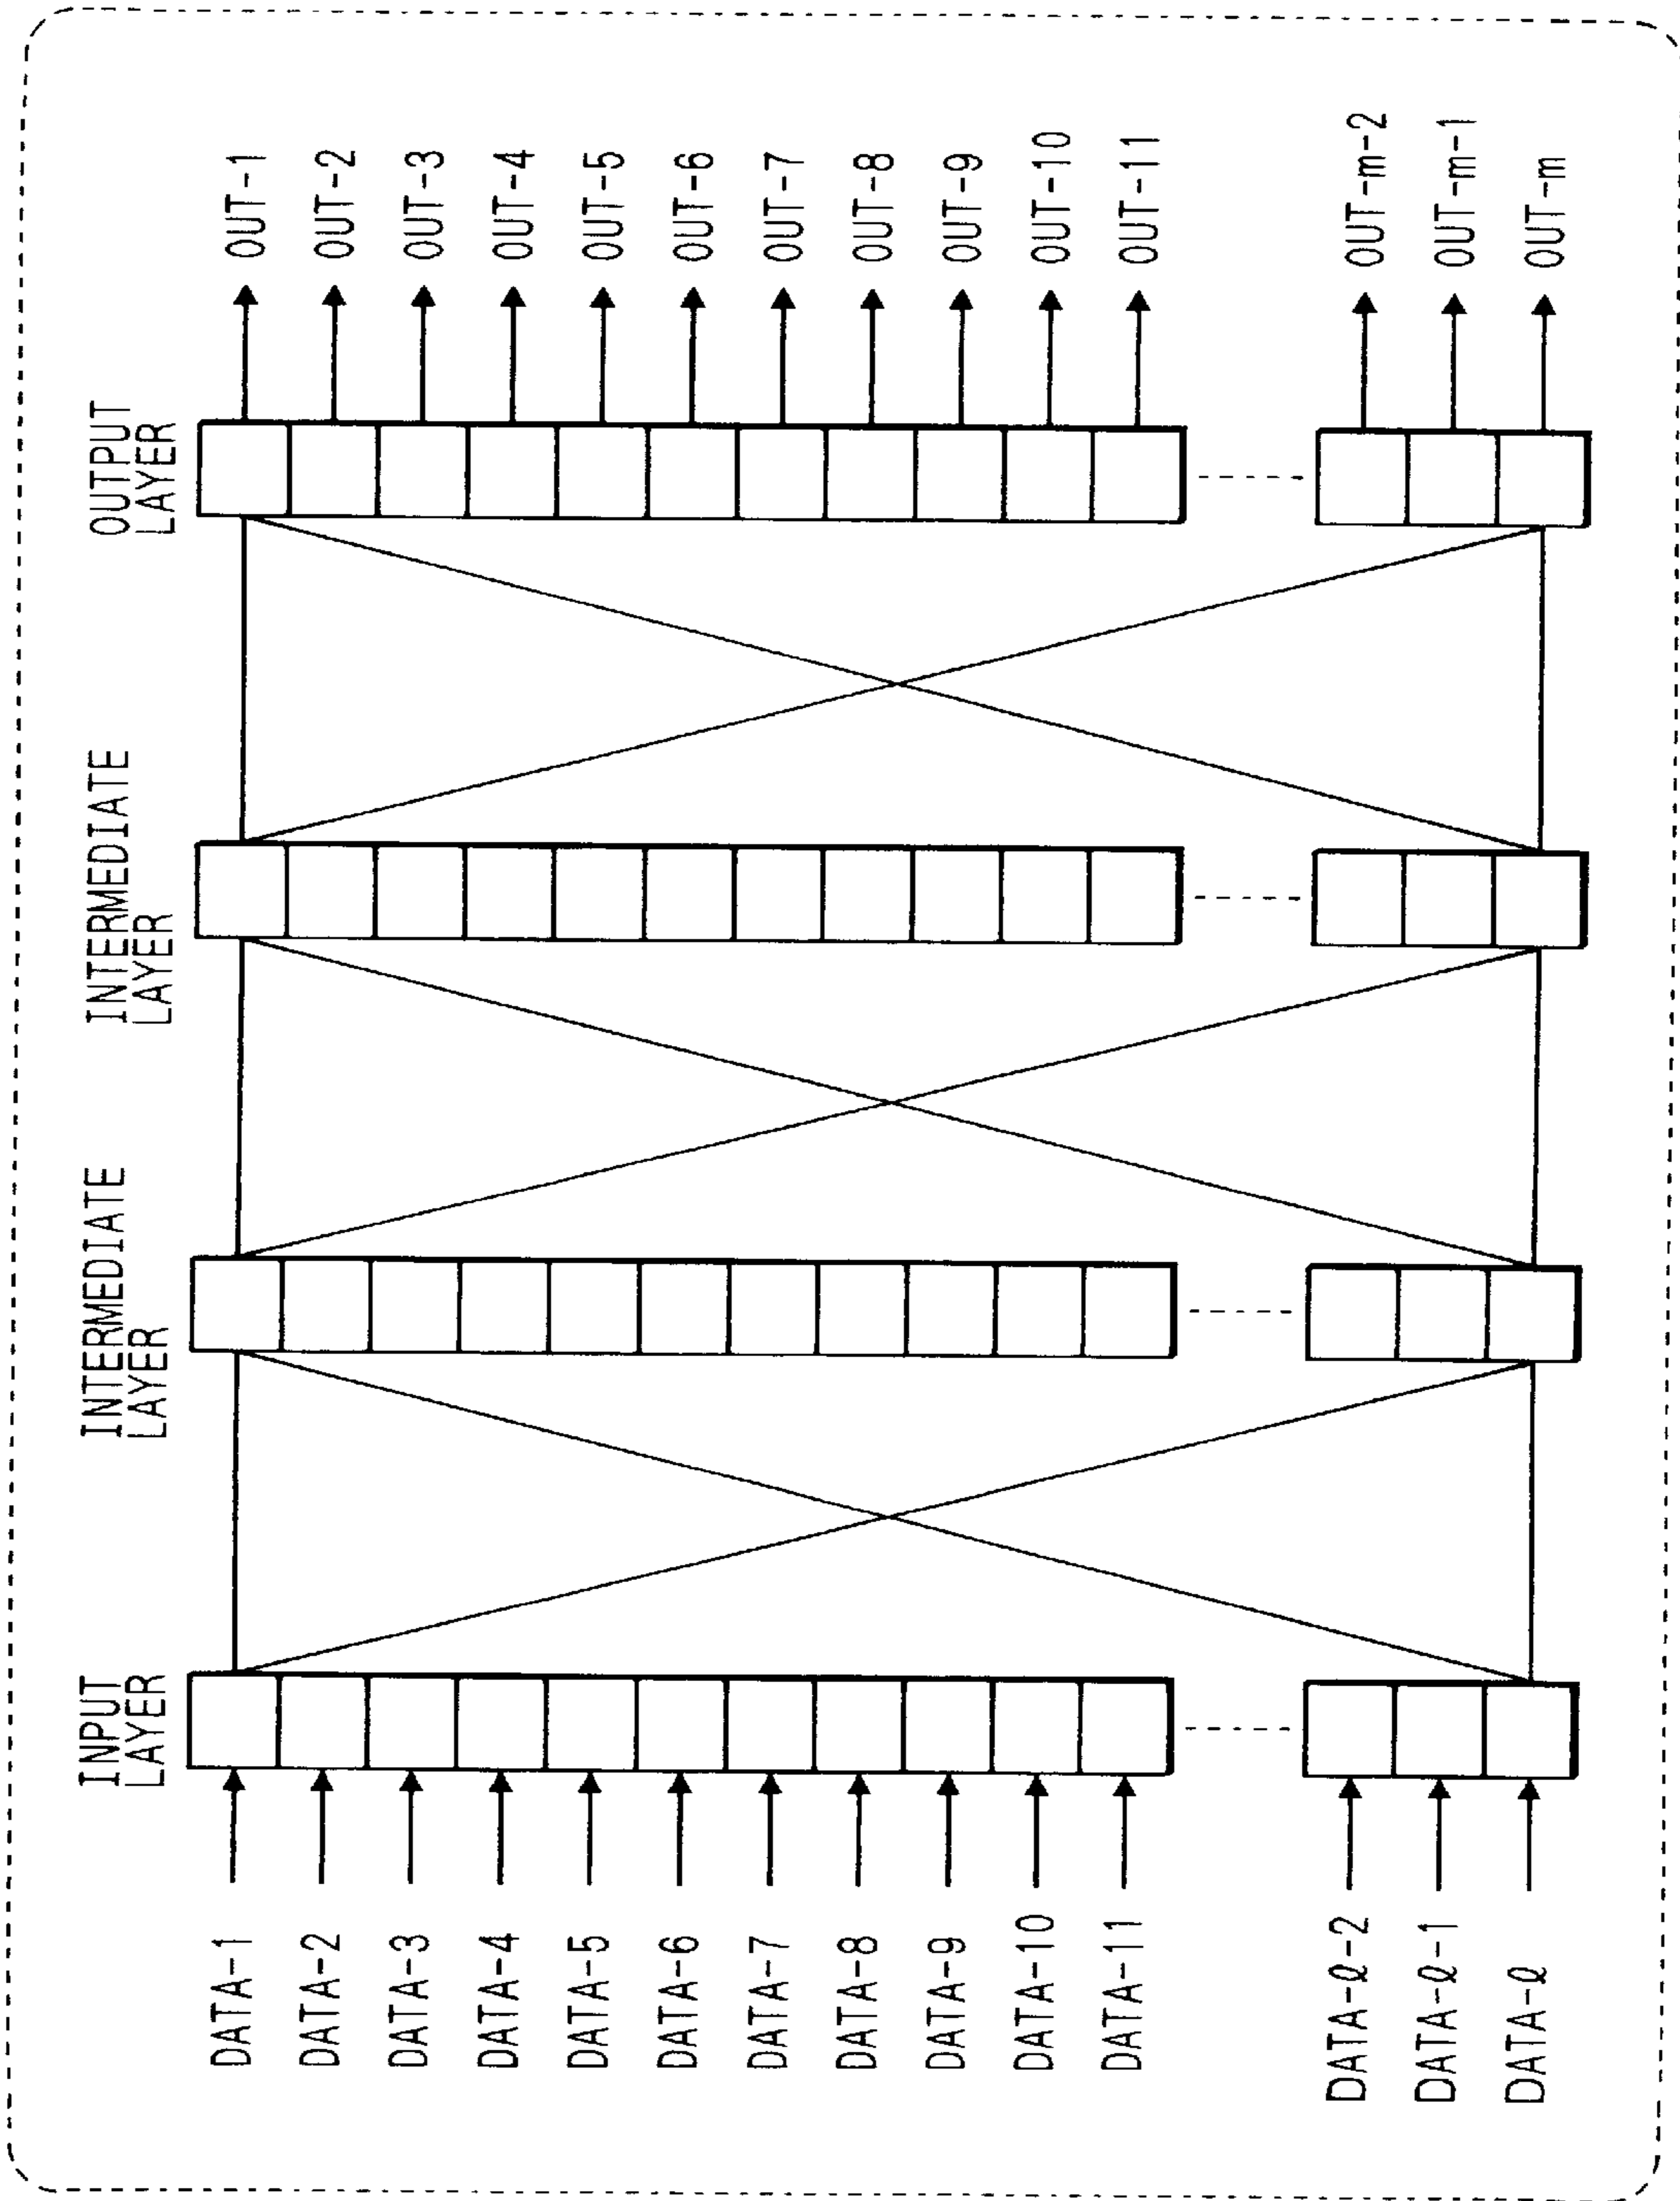 INPUT
LAYER
INTERMEDIATE
LAYER
INTERMEDIATE
LAYER
OUTPUT
LAYER
DATA-1
DATA-2
DATA-3
DATA-4
DATA-5
DATA-6
DATA-7
DATA-8
DATA-9
DATA-10
DATA-11
DATA-ℓ-2
DATA-ℓ-1
DATA-ℓ
OUT-1
OUT-2
OUT-3
OUT-4
OUT-5
OUT-6
OUT-7
OUT-8
OUT-9
OUT-10
OUT-11
OUT-m-2
OUT-m-1
OUT-m